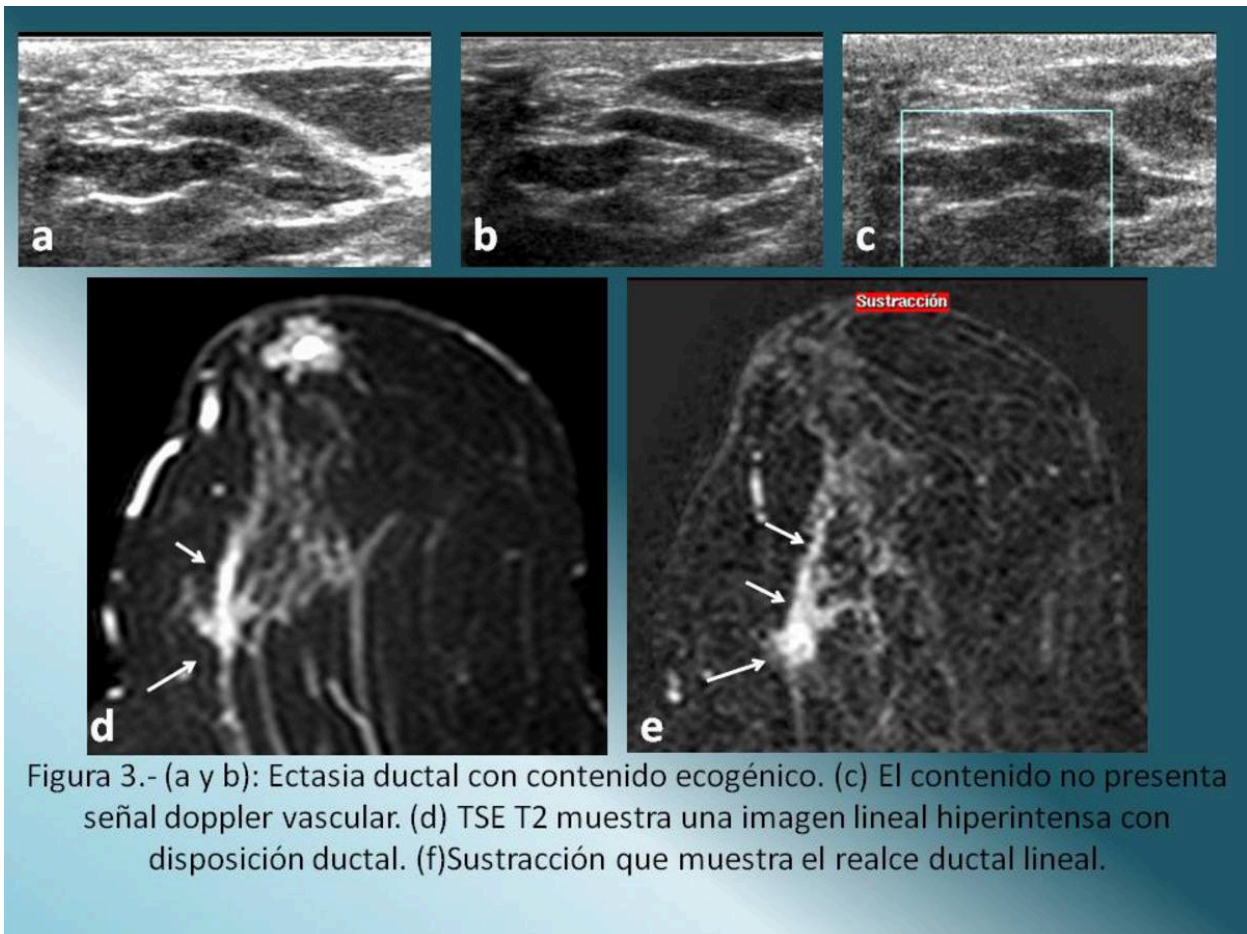 a
b
c
Sustracción
d
e
Figura 3.- (a y b): Ectasia ductal con contenido ecogénico. (c) El contenido no presenta
señal doppler vascular. (d) TSE T2 muestra una imagen lineal hiperintensa con
disposición ductal. (f)Sustracción que muestra el realce ductal lineal.